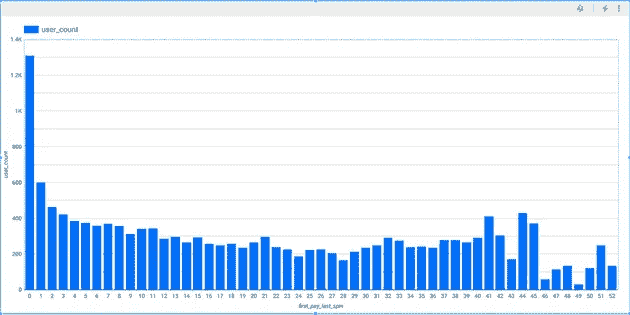 user_count
1.4K
1.2K
1K
800
600
400
200
0
user_count
0 1 2 3 4 5 6 7 8 9 10 11 12 13 14 15 16 17 18 19 20 21 22 23 24 25 26 27 28 29 30 31 32 33 34 35 36 37 38 39 40 41 42 43 44 45 46 47 48 49 50 51 52
first_pay_last_spm